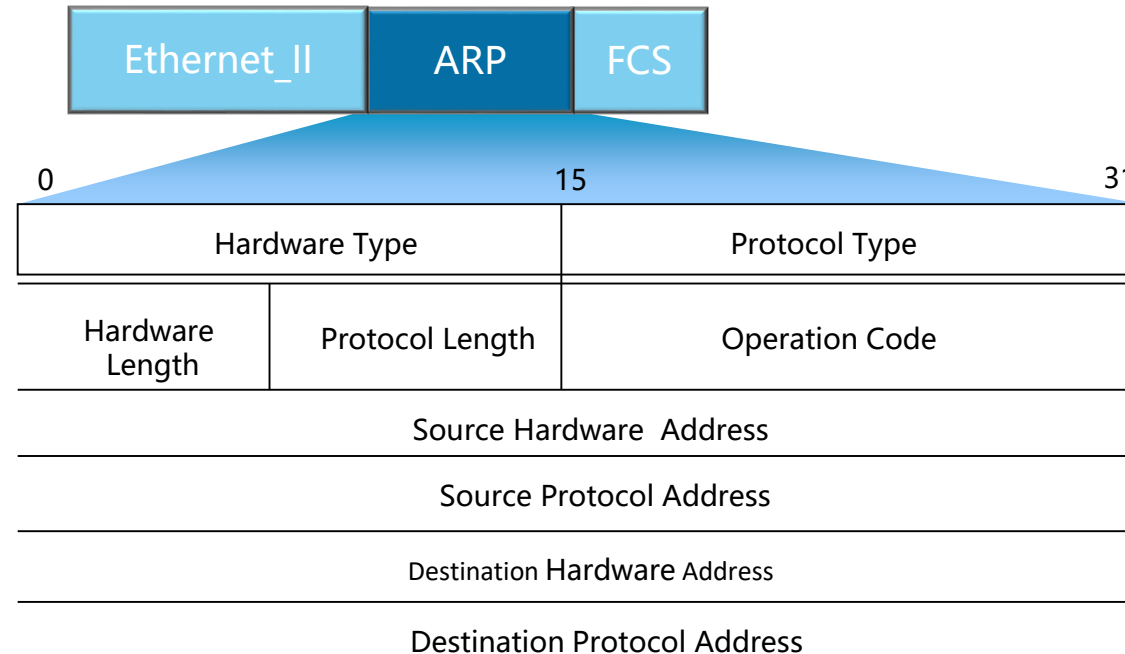 Ethernet_II ARP FCS
0 15 31
Hardware Type Protocol Type
Hardware
Length
Protocol Length Operation Code
Source Hardware Address
Source Protocol Address
Destination Hardware Address
Destination Protocol Address